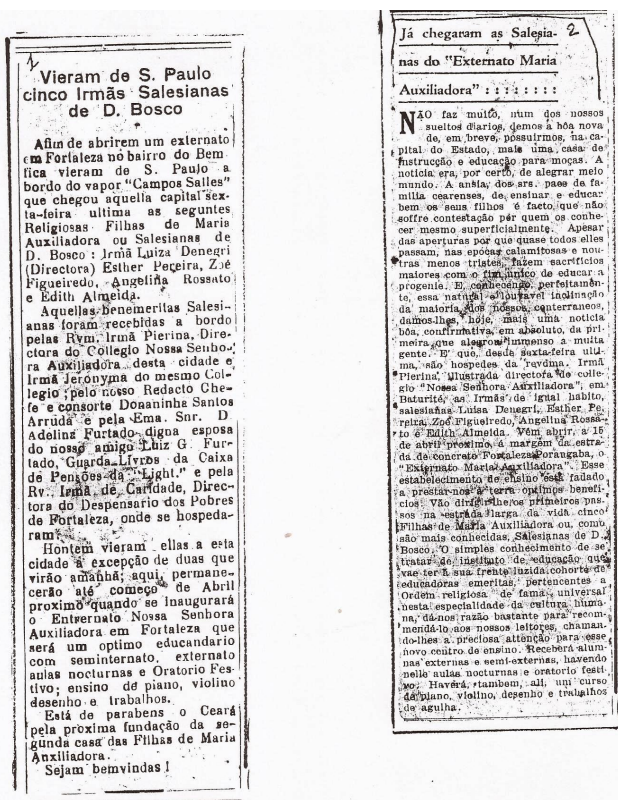 1
Vieram de S. Paulo
cinco Irmãs Salesianas
de D. Bosco
Afim de abrirem um externato
em Fortaleza no bairro do Bem
fica vieram de S. Paulo a
bordo do vapor "Campos Salles"
que chegou aquella capital sex-
ta-feira ultima as seguntes
Religiosas Filhas de Maria
Auxiliadora ou Salesianas de
D. Bosco: Irmã Luiza Denegri
(Directora) Esther Pereira, Zoé
Figueiredo, Angelina Rossato
e Edith Almeida.
Aquellas benemeritas Salesi-
anas foram recebidas a bordo
pelas Rvm. Irmã Pierina, Dire-
ctora do Collegio Nossa Senho-
ra Auxiliadora desta cidade e
Irmã Jeronyma do mesmo Col-
legio; pelo nosso Redacto Che-
fe e consorte Donaninha Santos
Arruda e pela Ema. Snr. D.
Adelina Furtado digna esposa
do nosso amigo Luiz G. Fur-
tado, Guarda-Livros da Caixa
de Pensões da "Light." e pela
Rv. Irmã de Caridade, Direc-
tora do Despensario dos Pobres
de Fortaleza, onde se hospeda-
ram.
Hontem vieram ellas a esta
cidade á excepção de duas que
virão amanhã; aqui, permane-
cerão até começo de Abril
proximo quando se inaugurará
o Entvernato Nossa Senhora
Auxiliadora em Fortaleza que
será um optimo educandario
com seminternato, externato
aulas nocturnas e Oratorio Fes-
tivo; ensino de piano, violino
desenho e trabalhos.
Está de parabens o Ceará
pela proxima fundação da se-
gunda casa das Filhas de Maria
Anxiliadora.
Sejam bemvindas!
2
Já chegaram as Salesia-
nas do "Externato Maria
Auxiliadora" : : : : : : : :
NÃO faz muito, num dos nossos
sueltos diarios, demos a bôa nova
de, em breve, possuirmos, na ca-
pital do Estado, mais uma casa de
instrucção e educação para moças. A
noticia era, por certo, de alegrar meio
mundo. A ansia, dos srs. paes de fa-
milia cearenses, de ensinar e educar
bem os seus filhos é facto, que não
soffre contestação por quem os conhe-
cer mesmo superficialmente. Apesar
das aperturas por que quase todos elles
passam, nas epocas calamitosas e nou-
tras menos tristes, fazem sacrificios
maiores com o fim unico de educar a
progenie. E, conhecendo, perfeitamen-
te, essa natural e louvavel inclinação
da maioria dos nossos conterraneos,
damos-lhes, hoje, mais uma noticia
bôa, confirmativa, em absoluto, da pri-
meira, que alegrou immenso a muita
gente. E' que, desde sexta-feira ulti-
ma, são hospedes da revdma. Irmã
Pierina, illustrada directora do colle-
gio "Nossa Senhora Auxiliadora", em
Baturité, as Irmãs de igual habito,
salesianas Luisa Denegri, Esther Pe-
reira, Zoé Figueiredo, Angelina Rossa-
to e Edith Almeida. Vêm abrir, a 15
de abril proximo, á margem da estra-
da de concreto Fortaleza-Porangaba, o
"Externato Maria Auxiliadora". Esse
estabelecimento de ensino está fadado
a prestar-nos á terra optimos benefi-
cios. Vão dirigir-lhe os primeiros pas-
sos na estrada larga da vida cinco
Filhas de Maria Auxiliadora ou, como
são mais conhecidas, Salesianas de D.
Bosco. O simples conhecimento de se
tratar de instituto de educação que
vae ter á sua frente luzida cohorte de
educadoras emeritas, pertencentes a
Ordem religiosa de fama universal
nesta especialidade da cultura huma-
na, dá-nos razão bastante para recom-
mendá-lo aos nossos leitores, chaman-
do-lhes a preciosa attenção para esse
novo centro de ensino. Receberá alum-
nas externas e semi-externas, havendo
nelle aulas nocturnas e oratorio festi-
vo. Haverá, tambem, ali, um curso
de piano, violino, desenho e trabalhos
de agulha.